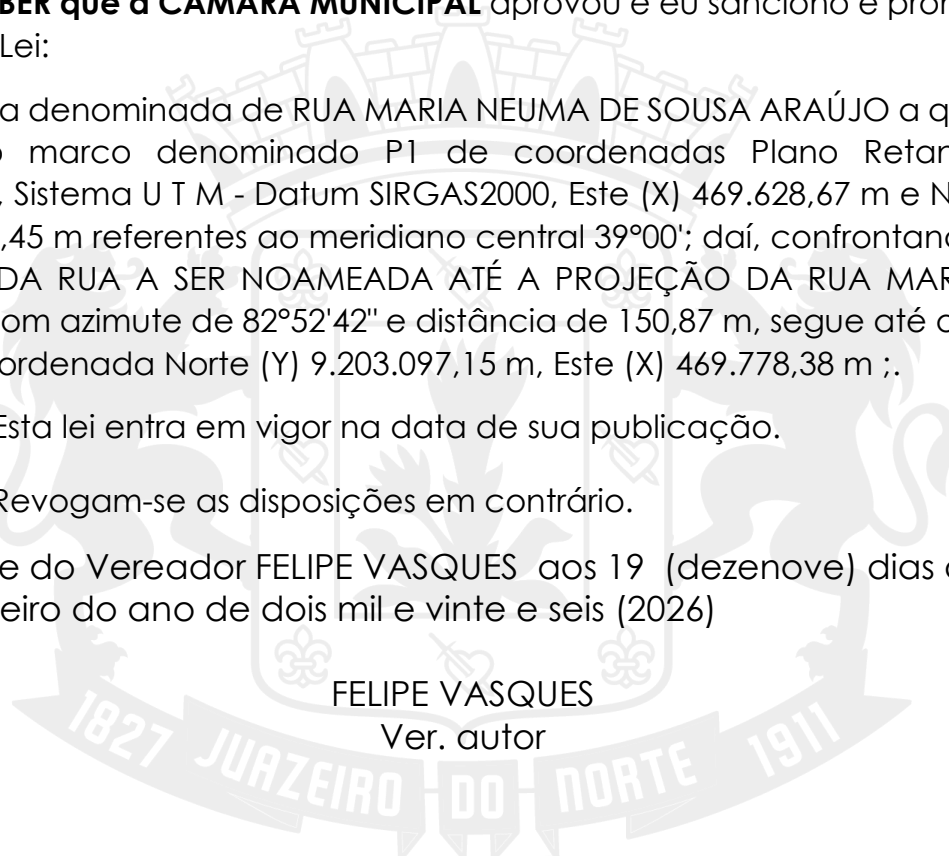 BER que a CÂMARA MUNICIPAL aprovou e eu sanciono e pro
Lei:
a denominada de RUA MARIA NEUMA DE SOUSA ARAÚJO a q
marco denominado P1 de coordenadas Plano Retan
, Sistema U T M - Datum SIRGAS2000, Este (X) 469.628,67 m e N
,45 m referentes ao meridiano central 39°00'; daí, confrontan
DA RUA A SER NOAMEADA ATÉ A PROJEÇÃO DA RUA MAR
om azimute de 82°52'42" e distância de 150,87 m, segue até o
ordenada Norte (Y) 9.203.097,15 m, Este (X) 469.778,38 m ;.
Esta lei entra em vigor na data de sua publicação.
Revogam-se as disposições em contrário.
e do Vereador FELIPE VASQUES aos 19 (dezenove) dias
eiro do ano de dois mil e vinte e seis (2026)
FELIPE VASQUES
Ver. autor
1827 JUAZEIRO DO NORTE 1911